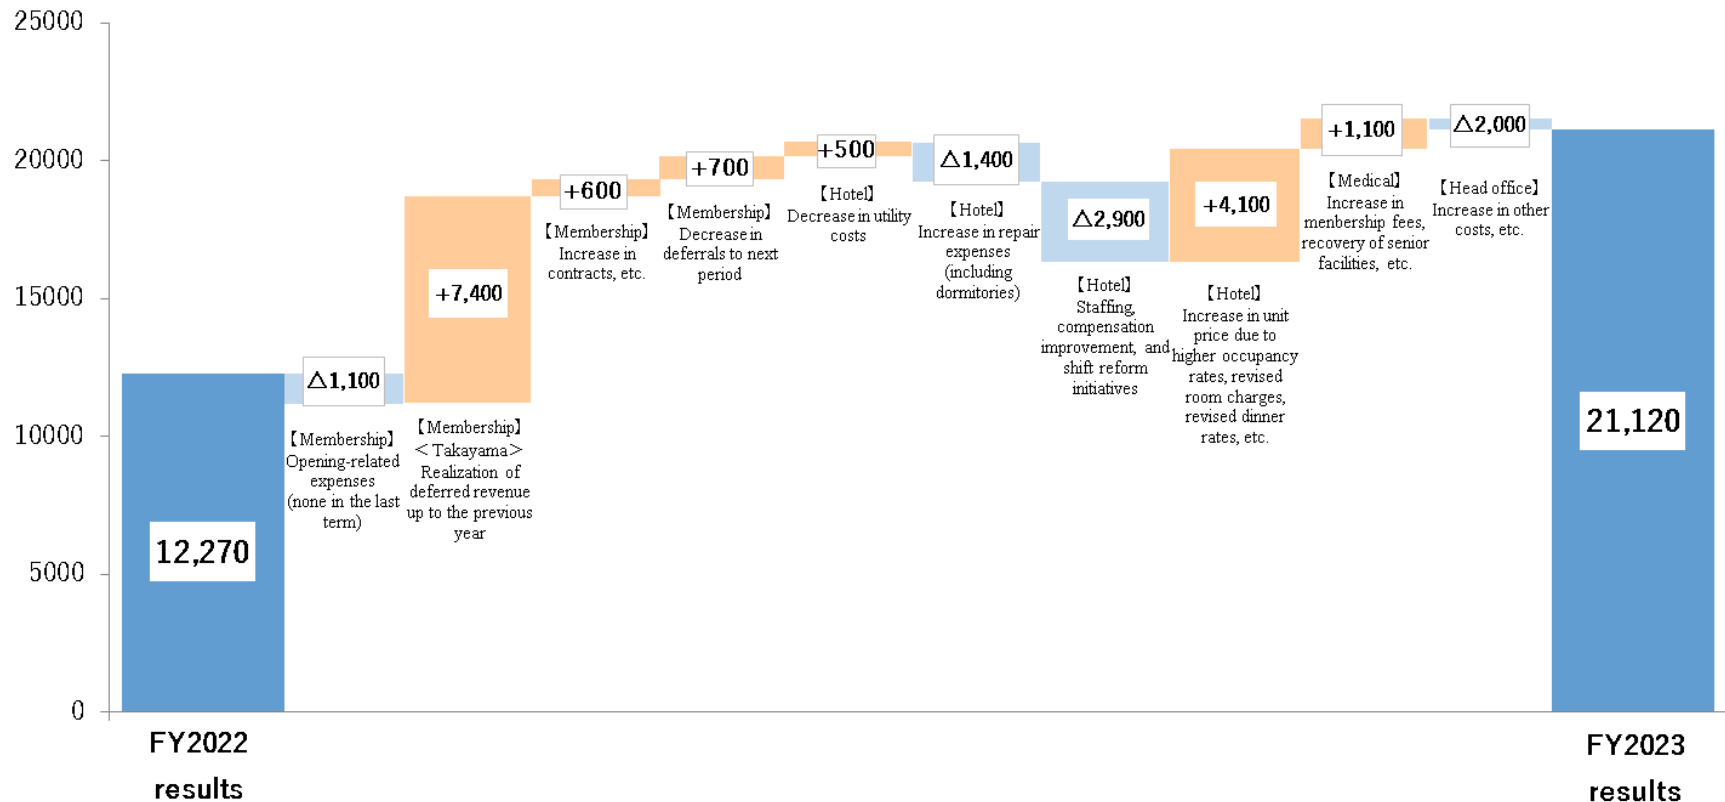 25000
20000
15000
10000
5000
0
12,270
FY2022
results
△1,100
【Membership】
Opening-related
expenses
(none in the last
term)
+7,400
【Membership】
＜Takayama＞
Realization of
deferred revenue
up to the previous
year
+600
【Membership】
Increase in
contracts, etc.
+700
【Membership】
Decrease in
deferrals to next
period
+500
【Hotel】
Decrease in utility
costs
△1,400
【Hotel】
Increase in repair
expenses
(including
dormitories)
△2,900
【Hotel】
Staffing,
compensation
improvement, and
shift reform
initiatives
+4,100
【Hotel】
Increase in unit
price due to
higher occupancy
rates, revised
room charges,
revised dinner
rates, etc.
+1,100
【Medical】
Increase in
menbership fees,
recovery of senior
facilities, etc.
△2,000
【Head office】
Increase in other
costs, etc.
21,120
FY2023
results